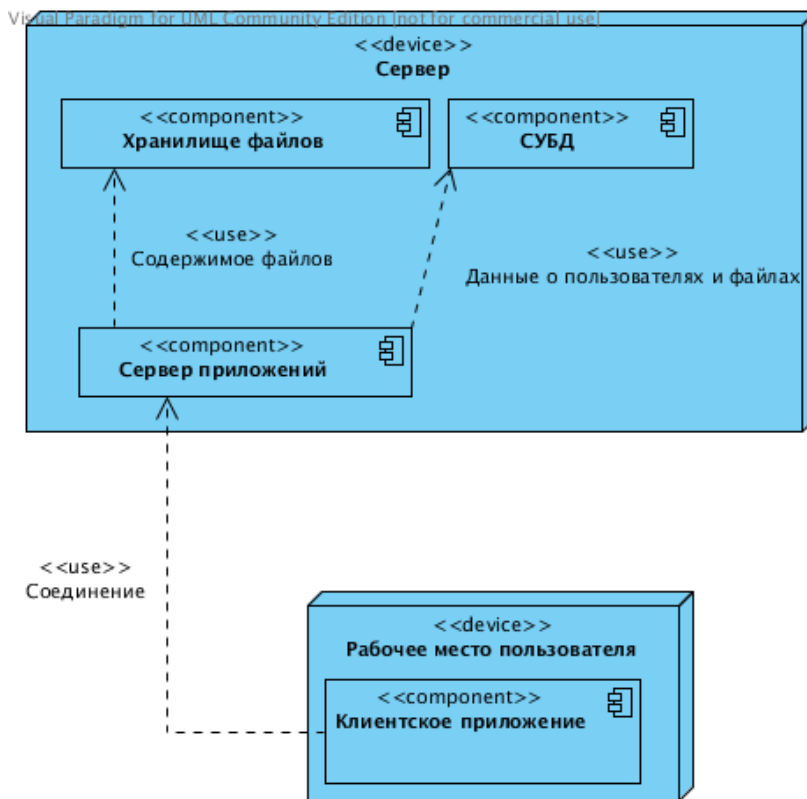 Visual Paradigm for UML Community Edition [not for commercial use]
<<device>>
Сервер
<<component>>
Хранилище файлов
<<component>>
СУБД
<<use>>
Содержимое файлов
<<use>>
Данные о пользователях и файлах
<<component>>
Сервер приложений
<<use>>
Соединение
<<device>>
Рабочее место пользователя
<<component>>
Клиентское приложение